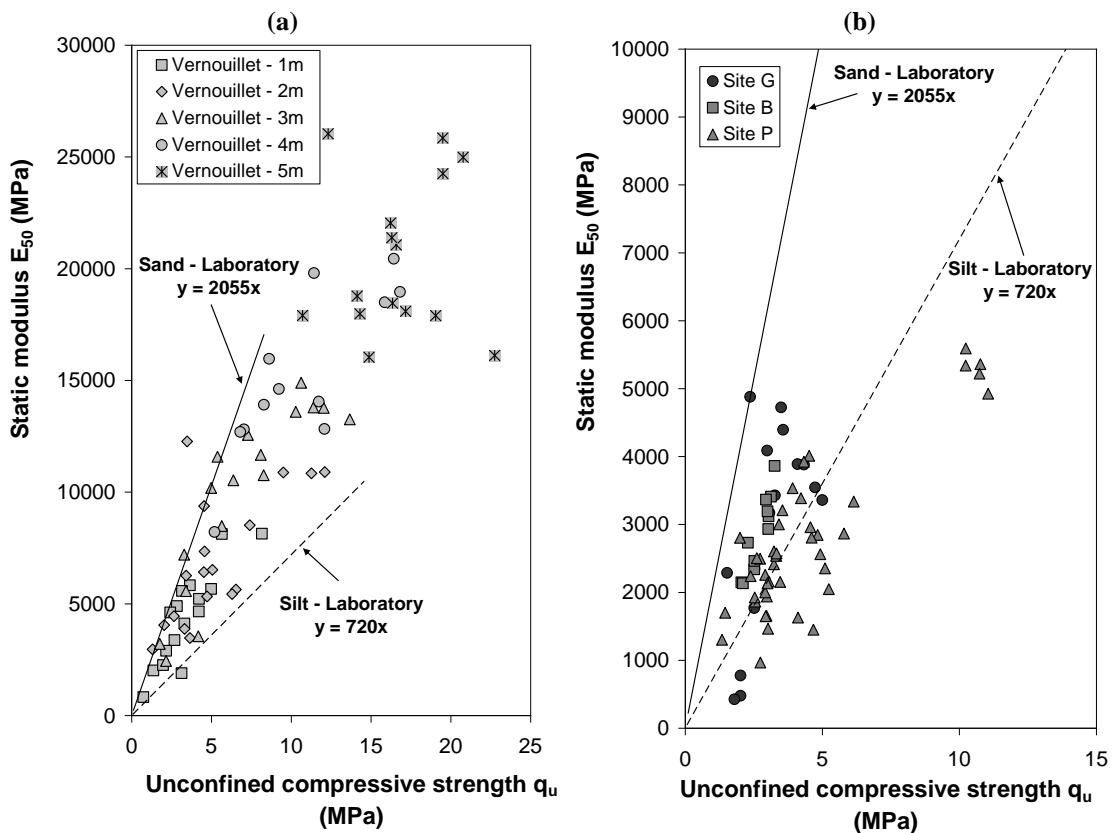 (a)
30000
25000
20000
15000
10000
5000
0
0 5 10 15 20 25
Static modulus E50 (MPa)
Vernouillet - 1m
Vernouillet - 2m
Vernouillet - 3m
Vernouillet - 4m
Vernouillet - 5m
Sand - Laboratory
y = 2055x
Silt - Laboratory
y = 720x
Unconfined compressive strength qu
(MPa)
(b)
10000
9000
8000
7000
6000
5000
4000
3000
2000
1000
0
0 5 10 15
Static modulus E50 (MPa)
Site G
Site B
Site P
Sand - Laboratory
y = 2055x
Silt - Laboratory
y = 720x
Unconfined compressive strength qu
(MPa)